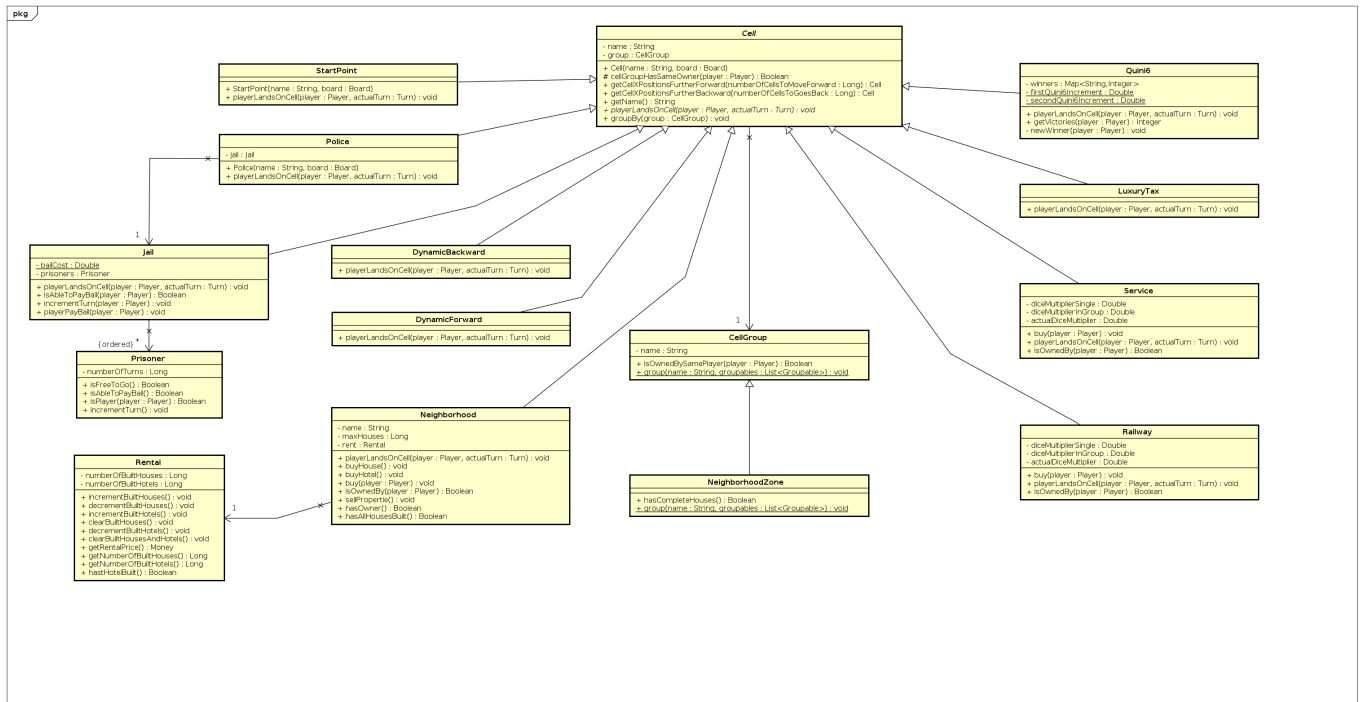 pkg
Cell
- name : String
- group : CellGroup
+ Cell(name : String, board : Board)
# cellGroupHasSameOwner(player : Player) : Boolean
+ getCellXPositionsFurtherForward(numberOfCellsToMoveForward : Long) : Cell
+ getCellXPositionsFurtherBackward(numberOfCellsToGoesBack : Long) : Cell
+ getName() : String
+ playerLandsOnCell(player : Player, actualTurn : Turn) : void
+ groupBy(group : CellGroup) : void
StartPoint
+ StartPoint(name : String, board : Board)
+ playerLandsOnCell(player : Player, actualTurn : Turn) : void
Quini6
- winners : Map<String,Integer>
- firstQuini6Increment : Double
- secondQuini6Increment : Double
+ playerLandsOnCell(player : Player, actualTurn : Turn) : void
+ getVictories(player : Player) : Integer
- newWinner(player : Player) : void
Police
- jail : Jail
+ Police(name : String, board : Board)
+ playerLandsOnCell(player : Player, actualTurn : Turn) : void
LuxuryTax
+ playerLandsOnCell(player : Player, actualTurn : Turn) : void
1
Jail
- bailCost : Double
- prisoners : Prisoner
+ playerLandsOnCell(player : Player, actualTurn : Turn) : void
+ isAbleToPayBail(player : Player) : Boolean
+ incrementTurn(player : Player) : void
+ playerPayBail(player : Player) : void
DynamicBackward
+ playerLandsOnCell(player : Player, actualTurn : Turn) : void
Service
- diceMultiplierSingle : Double
- diceMultiplierInGroup : Double
- actualDiceMultiplier : Double
+ buy(player : Player) : void
+ playerLandsOnCell(player : Player, actualTurn : Turn) : void
+ isOwnedBy(player : Player) : Boolean
DynamicForward
+ playerLandsOnCell(player : Player, actualTurn : Turn) : void
1
CellGroup
- name : String
+ isOwnedBySamePlayer(player : Player) : Boolean
+ group(name : String, groupables : List<Groupable>) : void
{ordered} *
Prisoner
- numberOfTurns : Long
+ isFreeToGo() : Boolean
+ isAbleToPayBail() : Boolean
+ isPlayer(player : Player) : Boolean
+ incrementTurn() : void
Neighborhood
- name : String
- maxHouses : Long
- rent : Rental
+ playerLandsOnCell(player : Player, actualTurn : Turn) : void
+ buyHouse() : void
+ buyHotel() : void
+ buy(player : Player) : void
+ isOwnedBy(player : Player) : Boolean
+ sellPropertie() : void
+ hasOwner() : Boolean
+ hasAllHousesBuilt() : Boolean
Railway
- diceMultiplierSingle : Double
- diceMultiplierInGroup : Double
- actualDiceMultiplier : Double
+ buy(player : Player) : void
+ playerLandsOnCell(player : Player, actualTurn : Turn) : void
+ isOwnedBy(player : Player) : Boolean
Rental
- numberOfBuiltHouses : Long
- numberOfBuiltHotels : Long
+ incrementBuiltHouses() : void
+ decrementBuiltHouses() : void
+ incrementBuiltHotels() : void
+ clearBuiltHouses() : void
+ decrementBuiltHotels() : void
+ clearBuiltHousesAndHotels() : void
+ getRentalPrice() : Money
+ getNumberOfBuiltHouses() : Long
+ getNumberOfBuiltHotels() : Long
+ hastHotelBuilt() : Boolean
1
NeighborhoodZone
+ hasCompleteHouses() : Boolean
+ group(name : String, groupables : List<Groupable>) : void